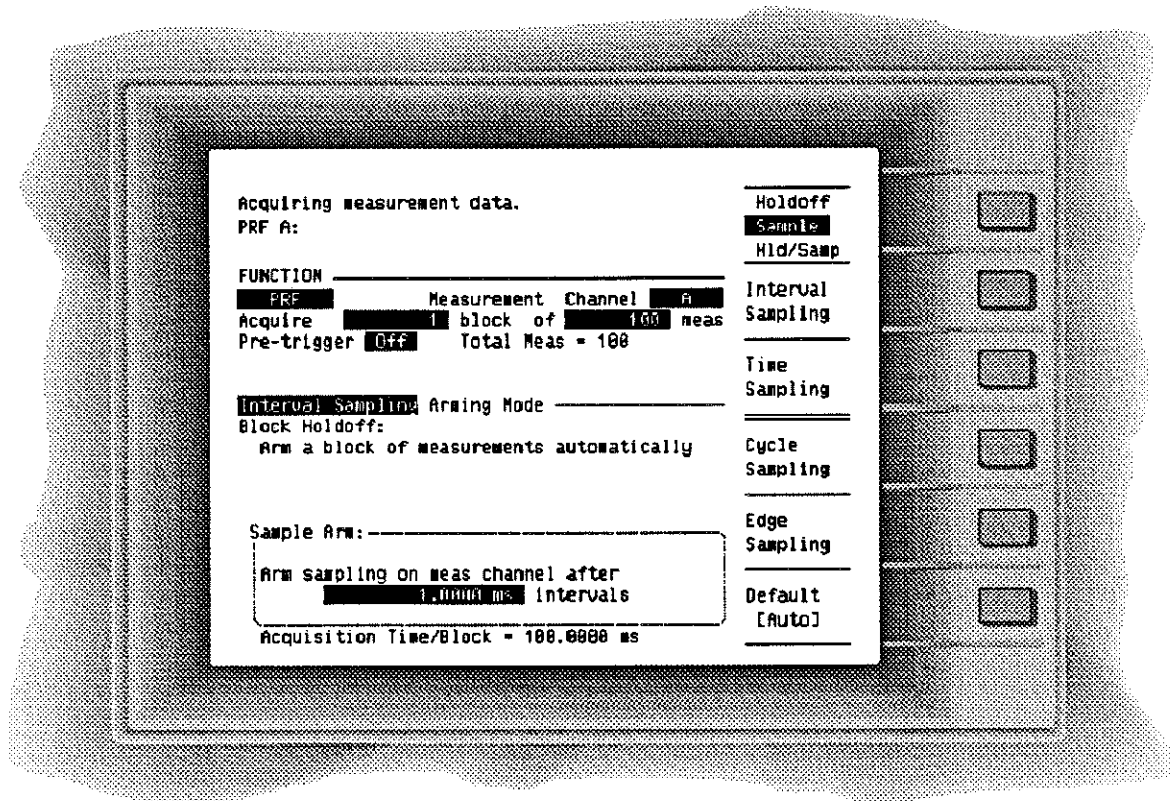 Acquiring measurement data.
PRF A:
FUNCTION
PRF Measurement Channel A
Acquire 1 block of 100 meas
Pre-trigger Off Total Meas = 100
Interval Sampling Arming Mode
Block Holdoff:
Arm a block of measurements automatically
Sample Arm:
Arm sampling on meas channel after
1.0000 ms intervals
Acquisition Time/Block = 100.0000 ms
Holdoff
Sample
Hld/Samp
Interval
Sampling
Time
Sampling
Cycle
Sampling
Edge
Sampling
Default
[Auto]